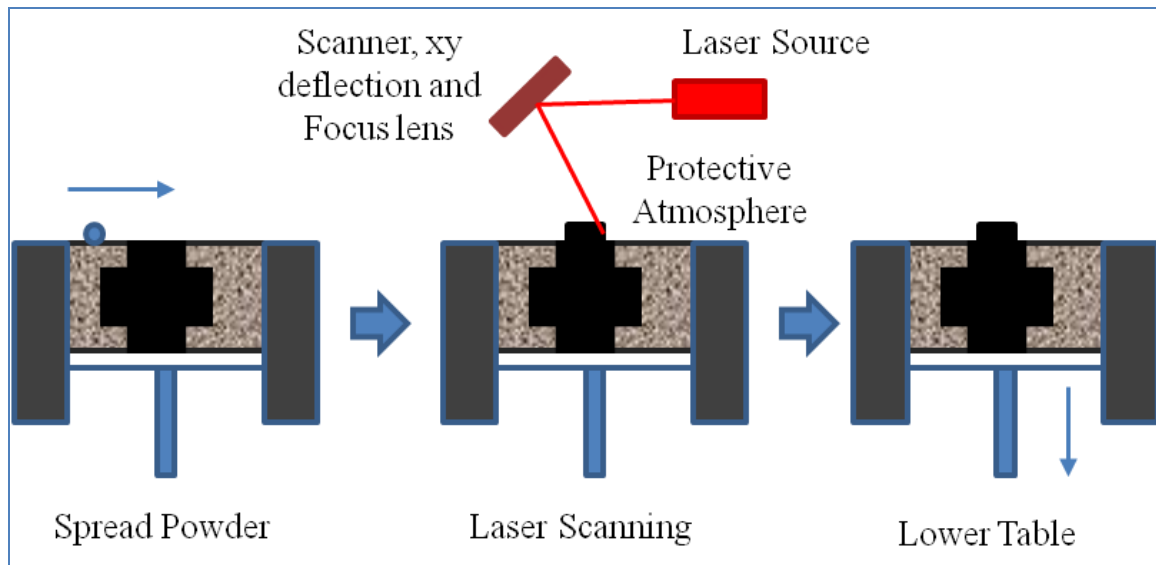 Scanner, xy
deflection and
Focus lens
Laser Source
Protective
Atmosphere
Spread Powder
Laser Scanning
Lower Table